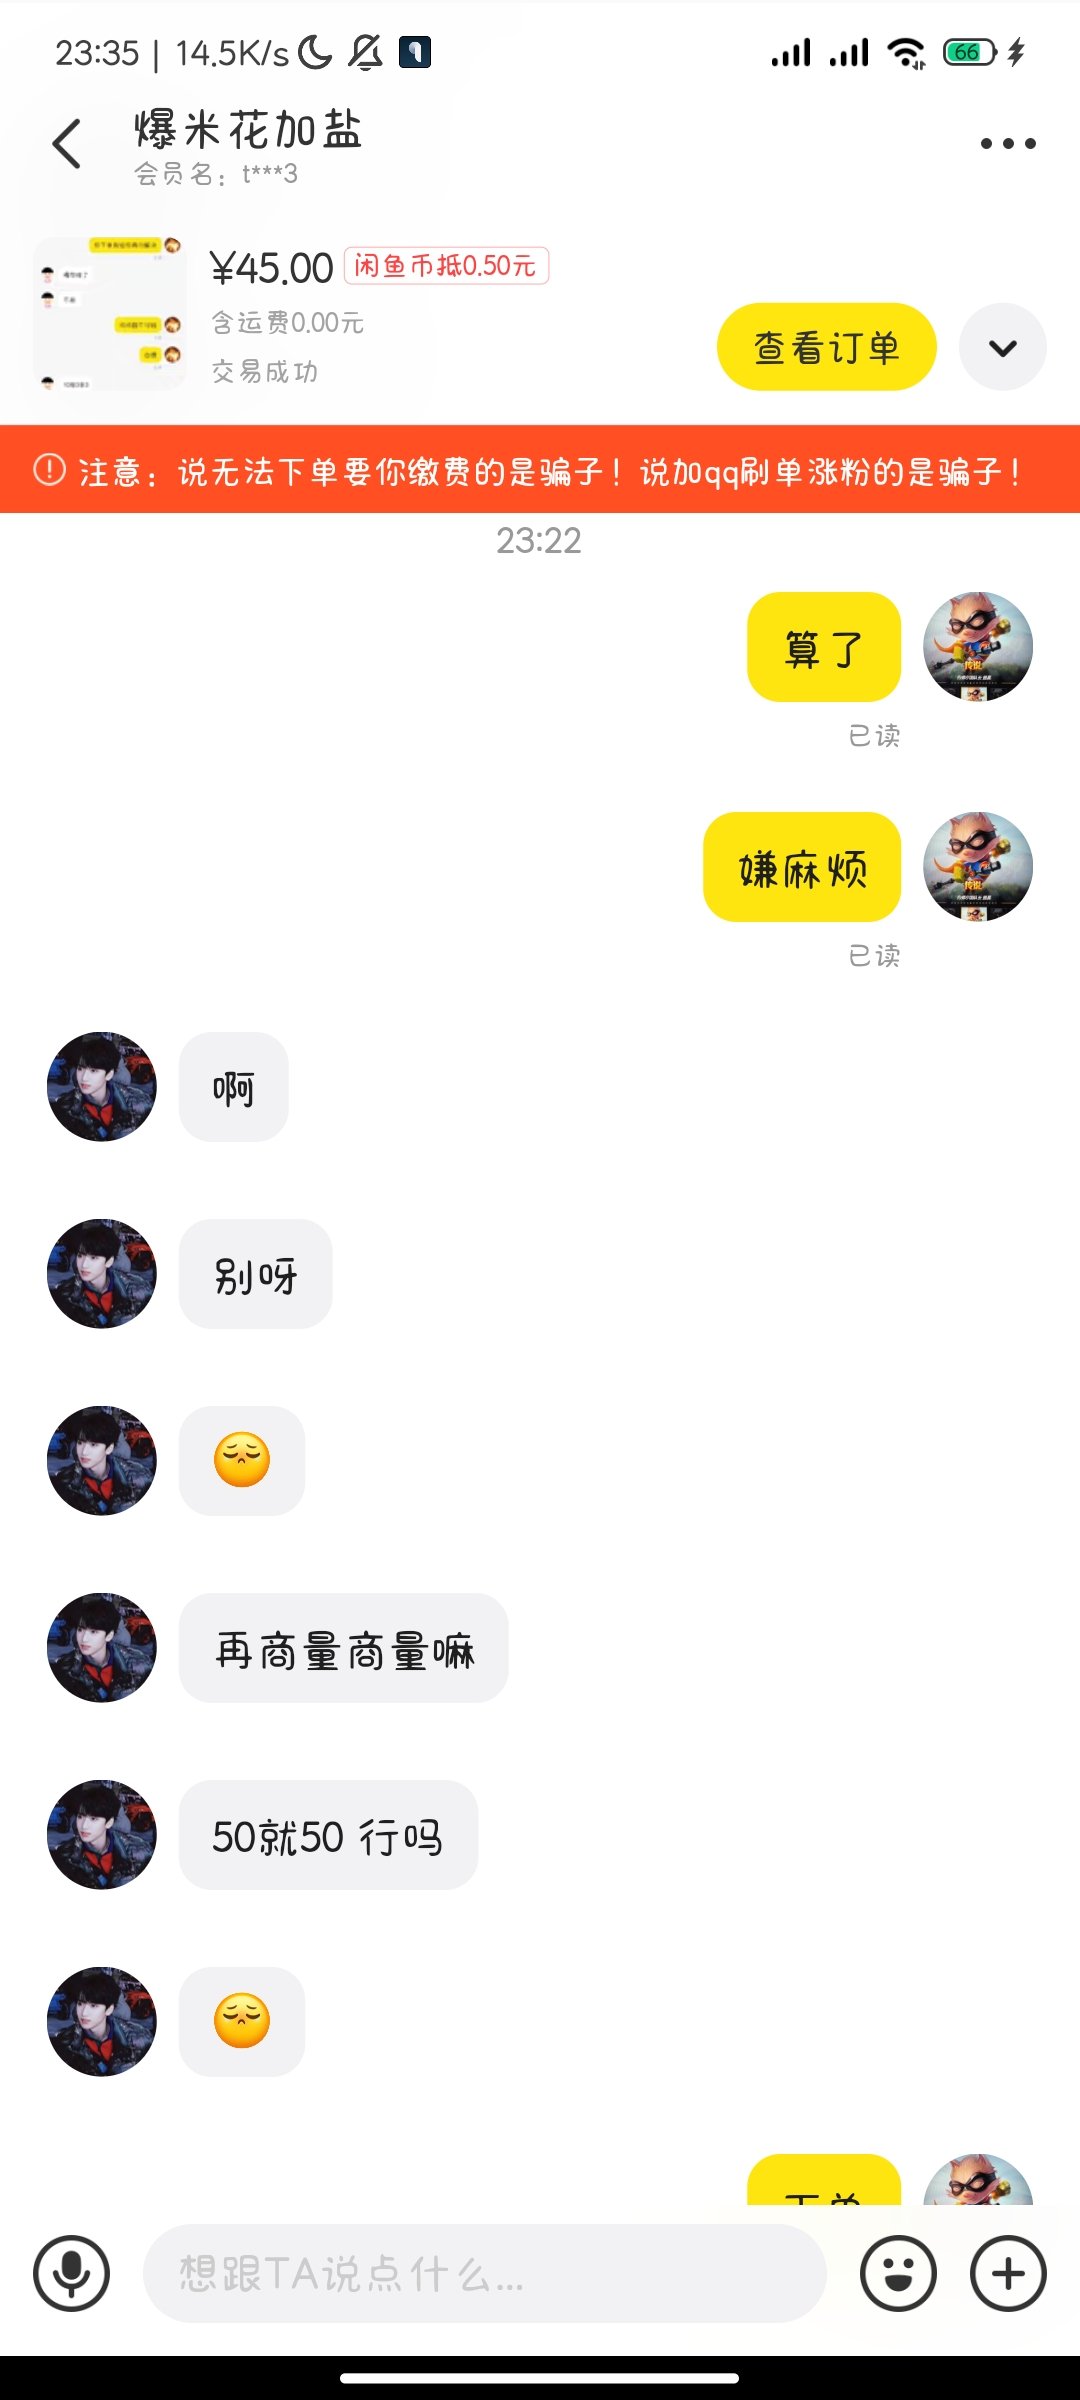 23:35 | 14.5K/s
66
爆米花加盐
会员名：t***3
¥45.00 闲鱼币抵0.50元
含运费0.00元
交易成功
查看订单
注意：说无法下单要你缴费的是骗子！说加qq刷单涨粉的是骗子！
23:22
算了
已读
嫌麻烦
已读
啊
别呀
再商量商量嘛
50就50 行吗
下单
想跟TA说点什么...